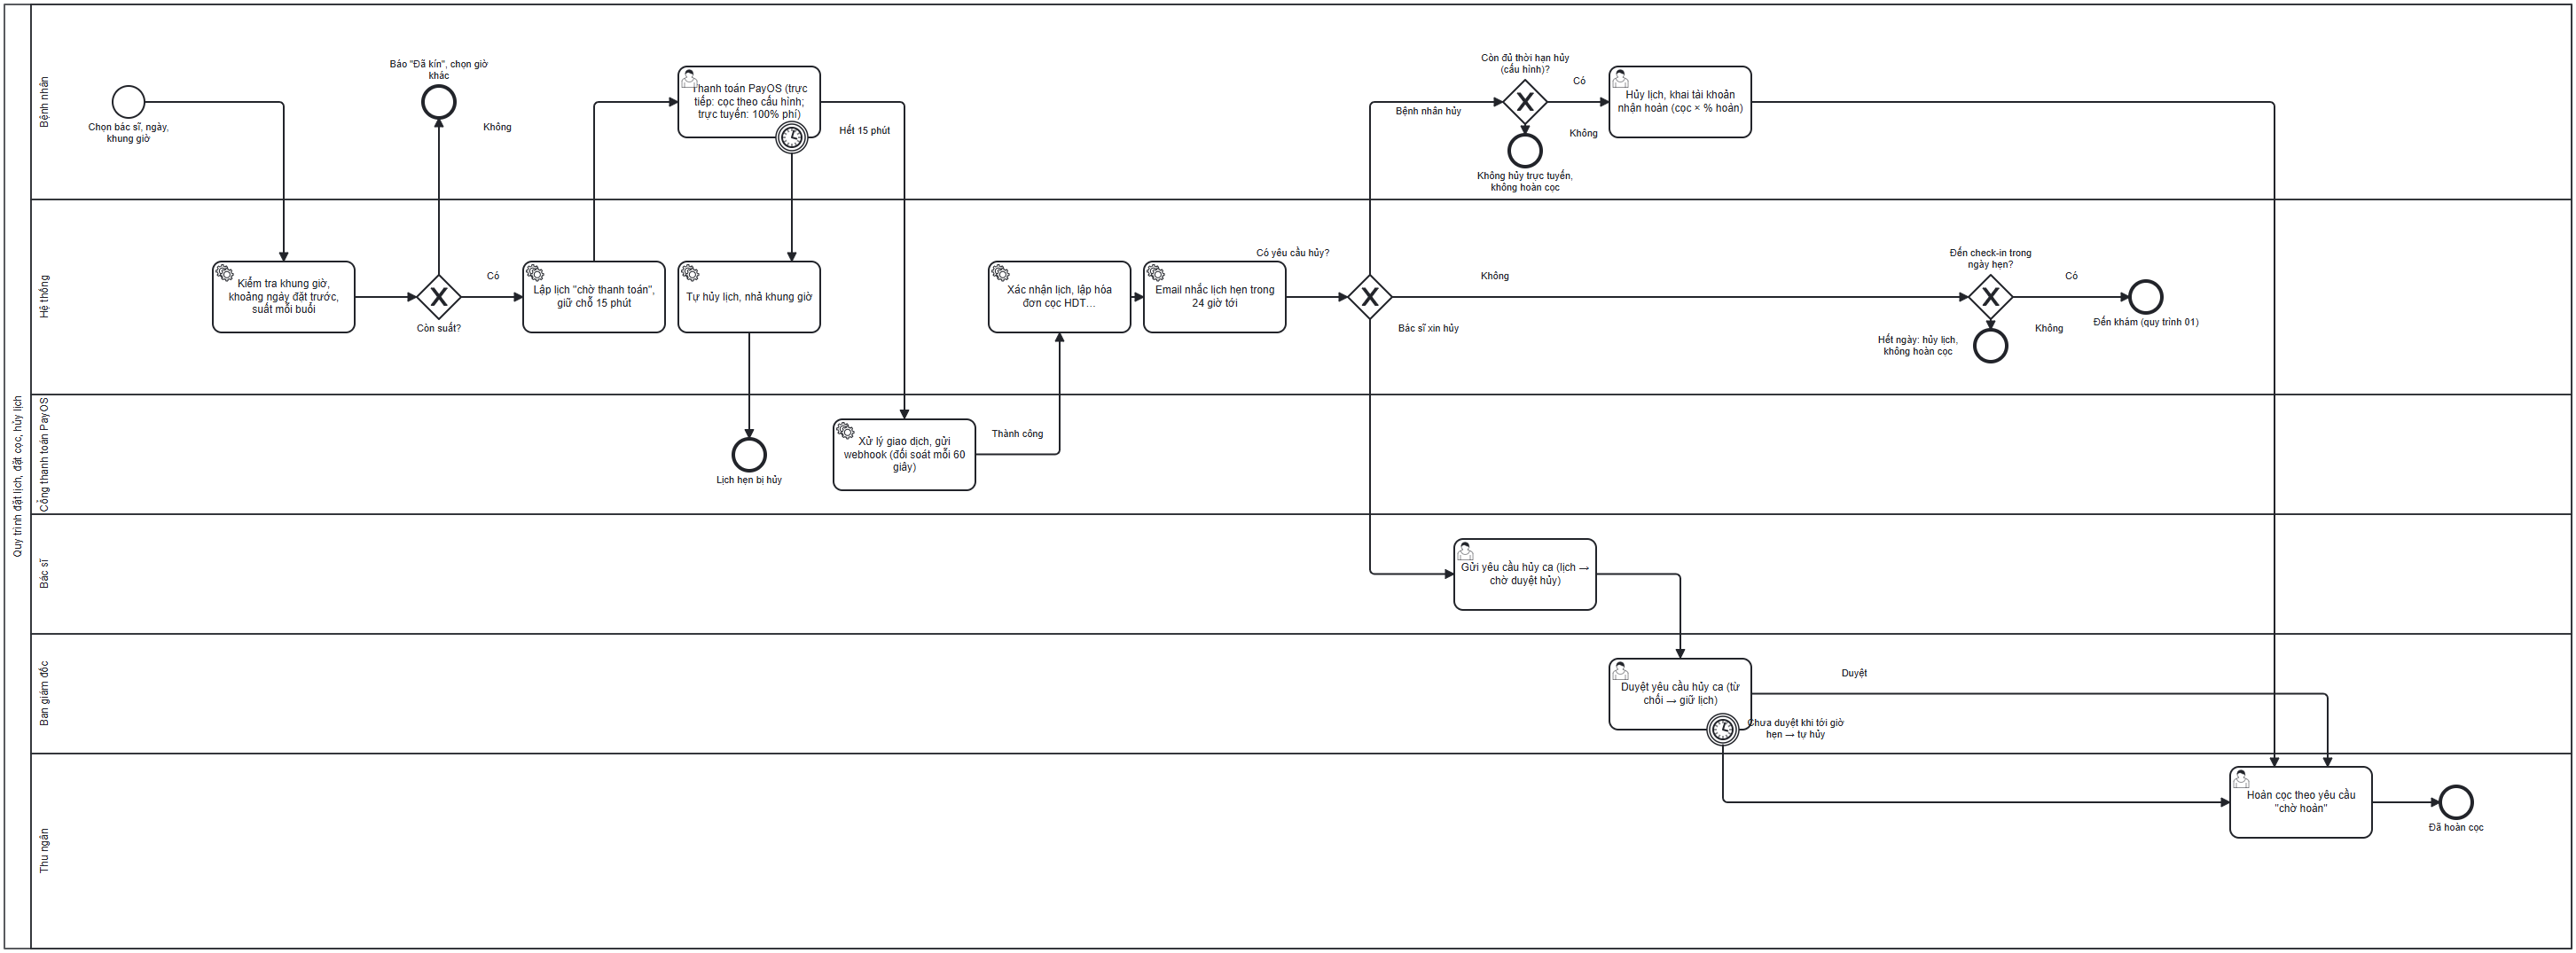 Quy trình đặt lịch, đặt cọc, hủy lịch
Bệnh nhân
Chọn bác sĩ, ngày,
khung giờ
Báo "Đã kín", chọn giờ
khác
Không
Thanh toán PayOS (trực
tiếp: cọc theo cấu hình;
trực tuyến: 100% phí)
Hết 15 phút
Bệnh nhân hủy
Còn đủ thời hạn hủy
(cấu hình)?
Có
Không
Không hủy trực tuyến,
không hoàn cọc
Hủy lịch, khai tài khoản
nhận hoàn (cọc × % hoàn)
Hệ thống
Kiểm tra khung giờ,
khoảng ngày đặt trước,
suất mỗi buổi
Còn suất?
Có
Lập lịch "chờ thanh toán",
giữ chỗ 15 phút
Tự hủy lịch, nhả khung giờ
Xác nhận lịch, lập hóa
đơn cọc HDT...
Email nhắc lịch hẹn trong
24 giờ tới
Có yêu cầu hủy?
Không
Bác sĩ xin hủy
Đến check-in trong
ngày hẹn?
Có
Không
Hết ngày: hủy lịch,
không hoàn cọc
Đến khám (quy trình 01)
Cổng thanh toán PayOS
Lịch hẹn bị hủy
Xử lý giao dịch, gửi
webhook (đối soát mỗi 60
giây)
Thành công
Bác sĩ
Gửi yêu cầu hủy ca (lịch →
chờ duyệt hủy)
Ban giám đốc
Duyệt yêu cầu hủy ca (từ
chối → giữ lịch)
Duyệt
Chưa duyệt khi tới giờ
hẹn → tự hủy
Thu ngân
Hoàn cọc theo yêu cầu
"chờ hoàn"
Đã hoàn cọc